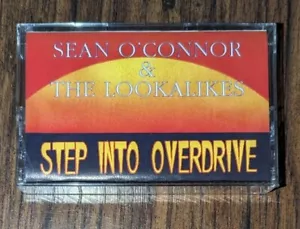 SEAN O'CONNOR
&
THE LOOKALIKES
STEP INTO OVERDRIVE